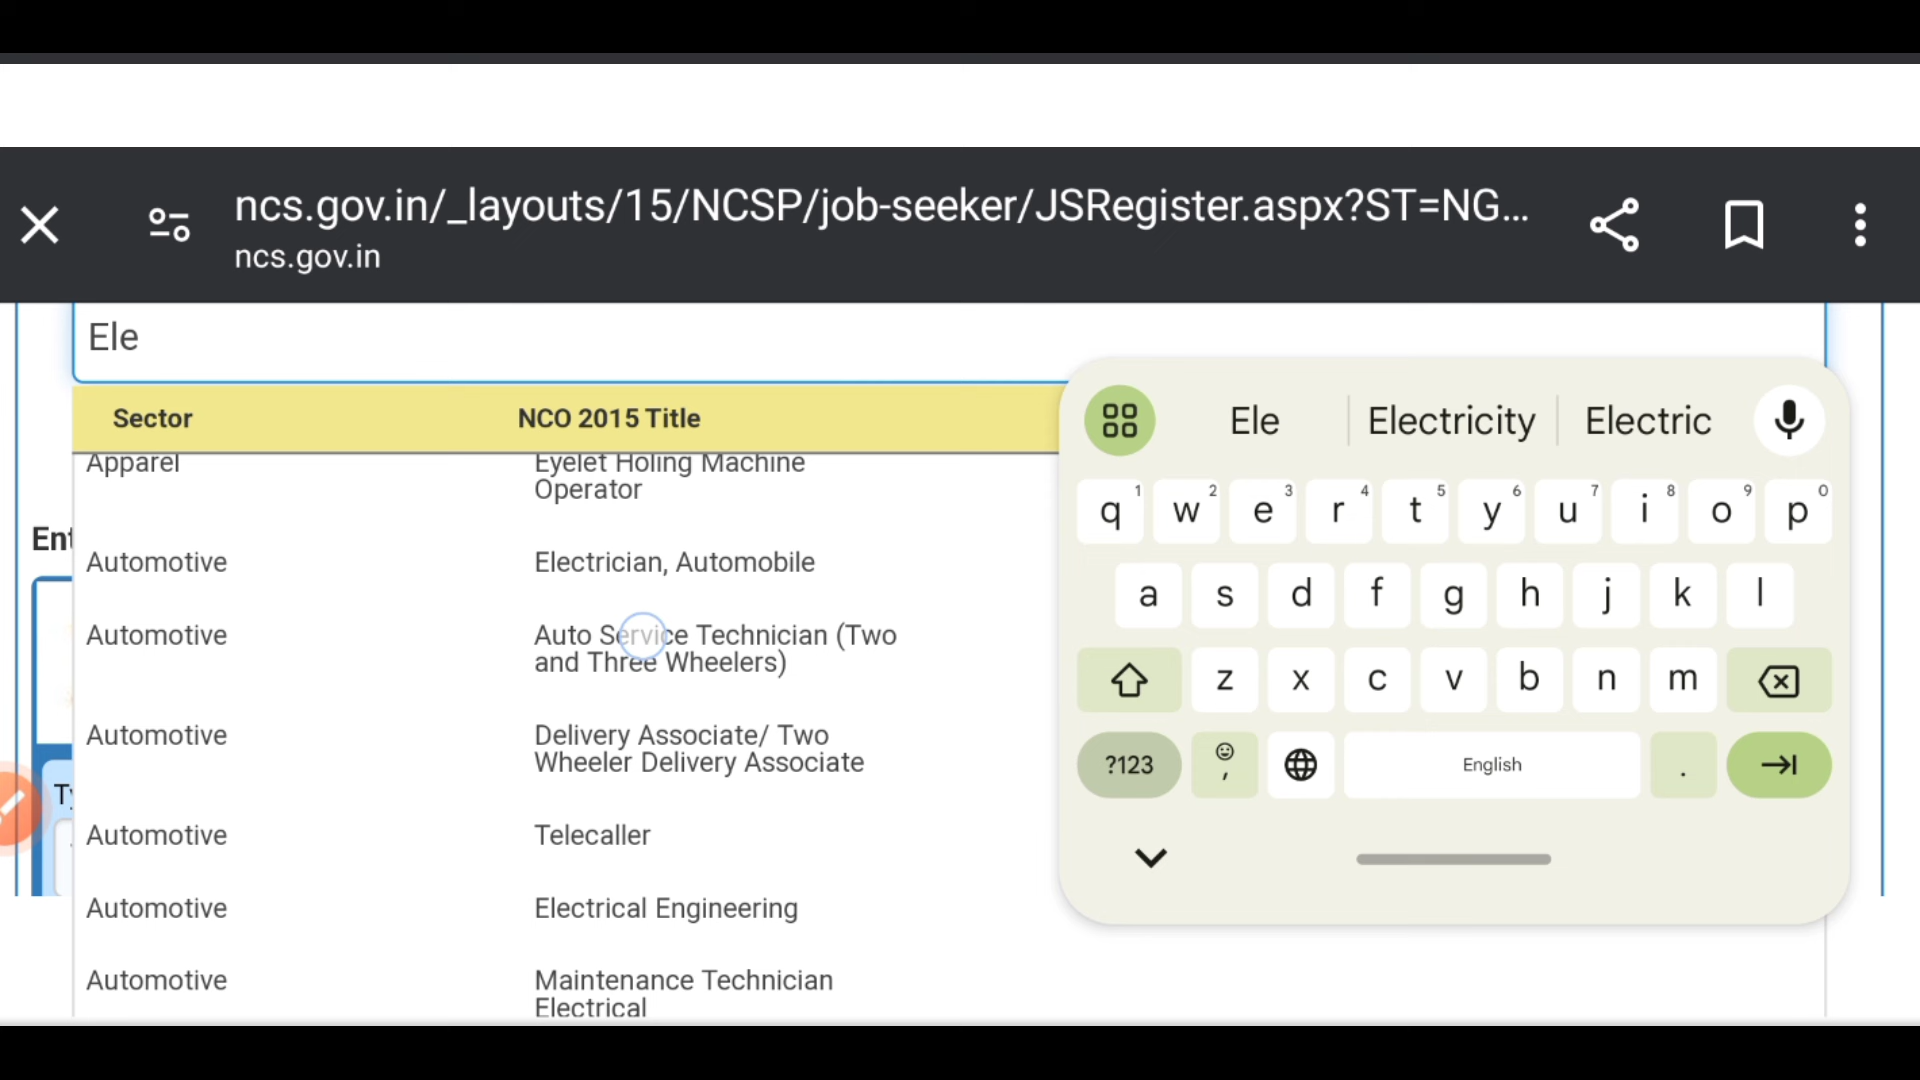 ncs.gov.in/_layouts/15/NCSP/job-seeker/JSRegister.aspx?ST=NG...
ncs.gov.in
Ele
Sector NCO 2015 Title
Apparel Eyelet Holing Machine
Operator
Automotive Electrician, Automobile
Automotive Auto Service Technician (Two
and Three Wheelers)
Automotive Delivery Associate/ Two
Wheeler Delivery Associate
Automotive Telecaller
Automotive Electrical Engineering
Automotive Maintenance Technician
Electrical
Ele Electricity Electric
q 1 w 2 e 3 r 4 t 5 y 6 u 7 i 8 o 9 p 0
a s d f g h j k l
z x c v b n m
?123 , English .